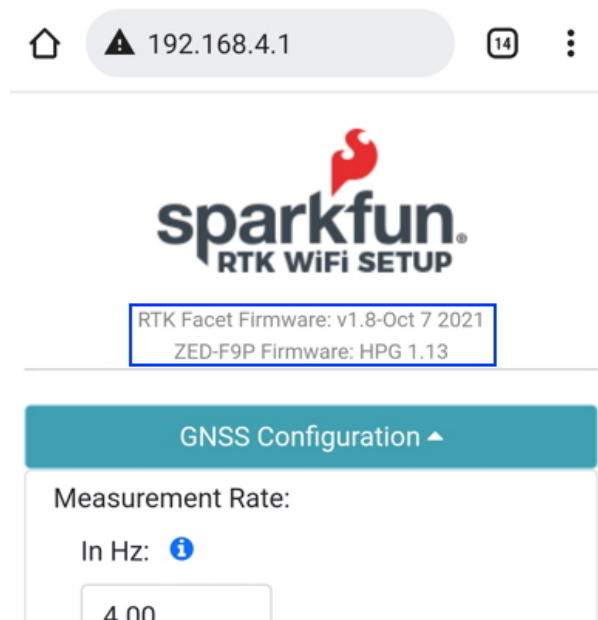 192.168.4.1
14
sparkfun®
RTK WiFi SETUP
RTK Facet Firmware: v1.8-Oct 7 2021
ZED-F9P Firmware: HPG 1.13
GNSS Configuration
Measurement Rate:
In Hz:
4.00